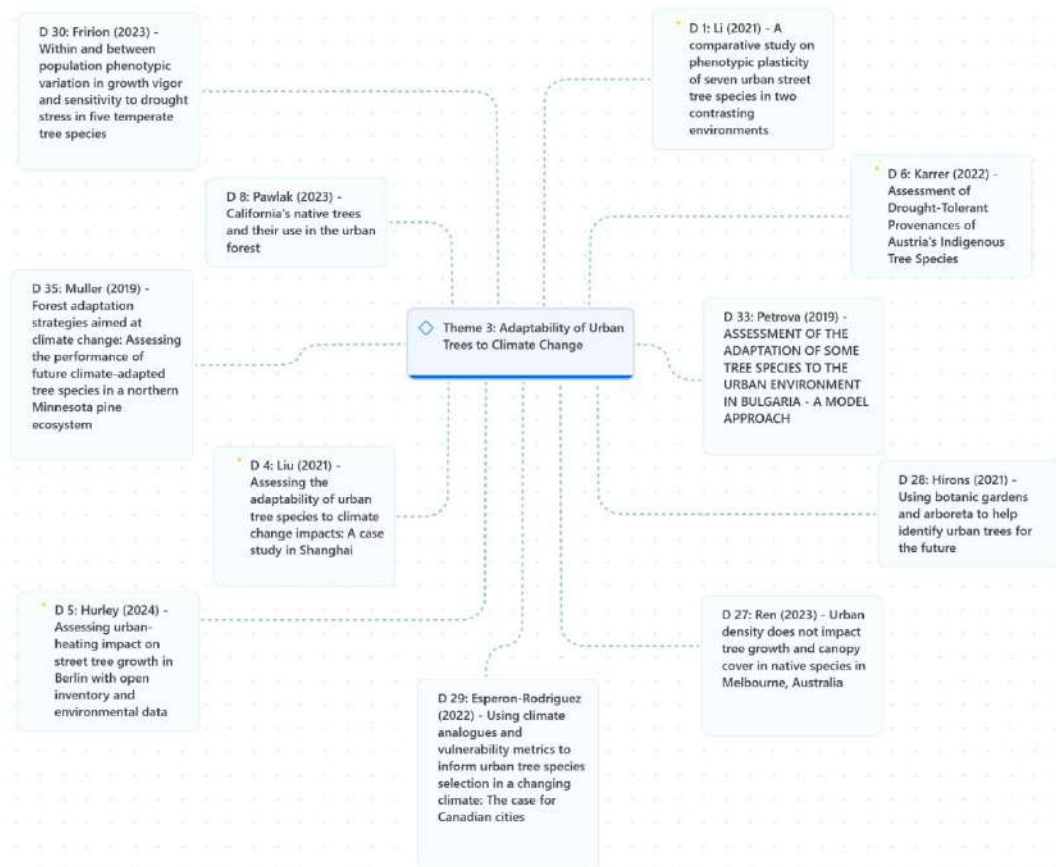 D 30: Fririon (2023) -
Within and between
population phenotypic
variation in growth vigor
and sensitivity to drought
stress in five temperate
tree species
D 1: Li (2021) - A
comparative study on
phenotypic plasticity
of seven urban street
tree species in two
contrasting
environments
D 8: Pawlak (2023) -
California's native trees
and their use in the urban
forest
D 6: Karrer (2022) -
Assessment of
Drought-Tolerant
Provenances of
Austria's Indigenous
Tree Species
D 35: Muller (2019) -
Forest adaptation
strategies aimed at
climate change: Assessing
the performance of
future climate-adapted
tree species in a northern
Minnesota pine
ecosystem
Theme 3: Adaptability of Urban
Trees to Climate Change
D 33: Petrova (2019) -
ASSESSMENT OF THE
ADAPTATION OF SOME
TREE SPECIES TO THE
URBAN ENVIRONMENT
IN BULGARIA - A MODEL
APPROACH
D 4: Liu (2021) -
Assessing the
adaptability of urban
tree species to climate
change impacts: A case
study in Shanghai
D 28: Hirons (2021) -
Using botanic gardens
and arboreta to help
identify urban trees for
the future
D 5: Hurley (2024) -
Assessing urban-
heating impact on
street tree growth in
Berlin with open
inventory and
environmental data
D 27: Ren (2023) - Urban
density does not impact
tree growth and canopy
cover in native species in
Melbourne, Australia
D 29: Esperon-Rodriguez
(2022) - Using climate
analogues and
vulnerability metrics to
inform urban tree species
selection in a changing
climate: The case for
Canadian cities